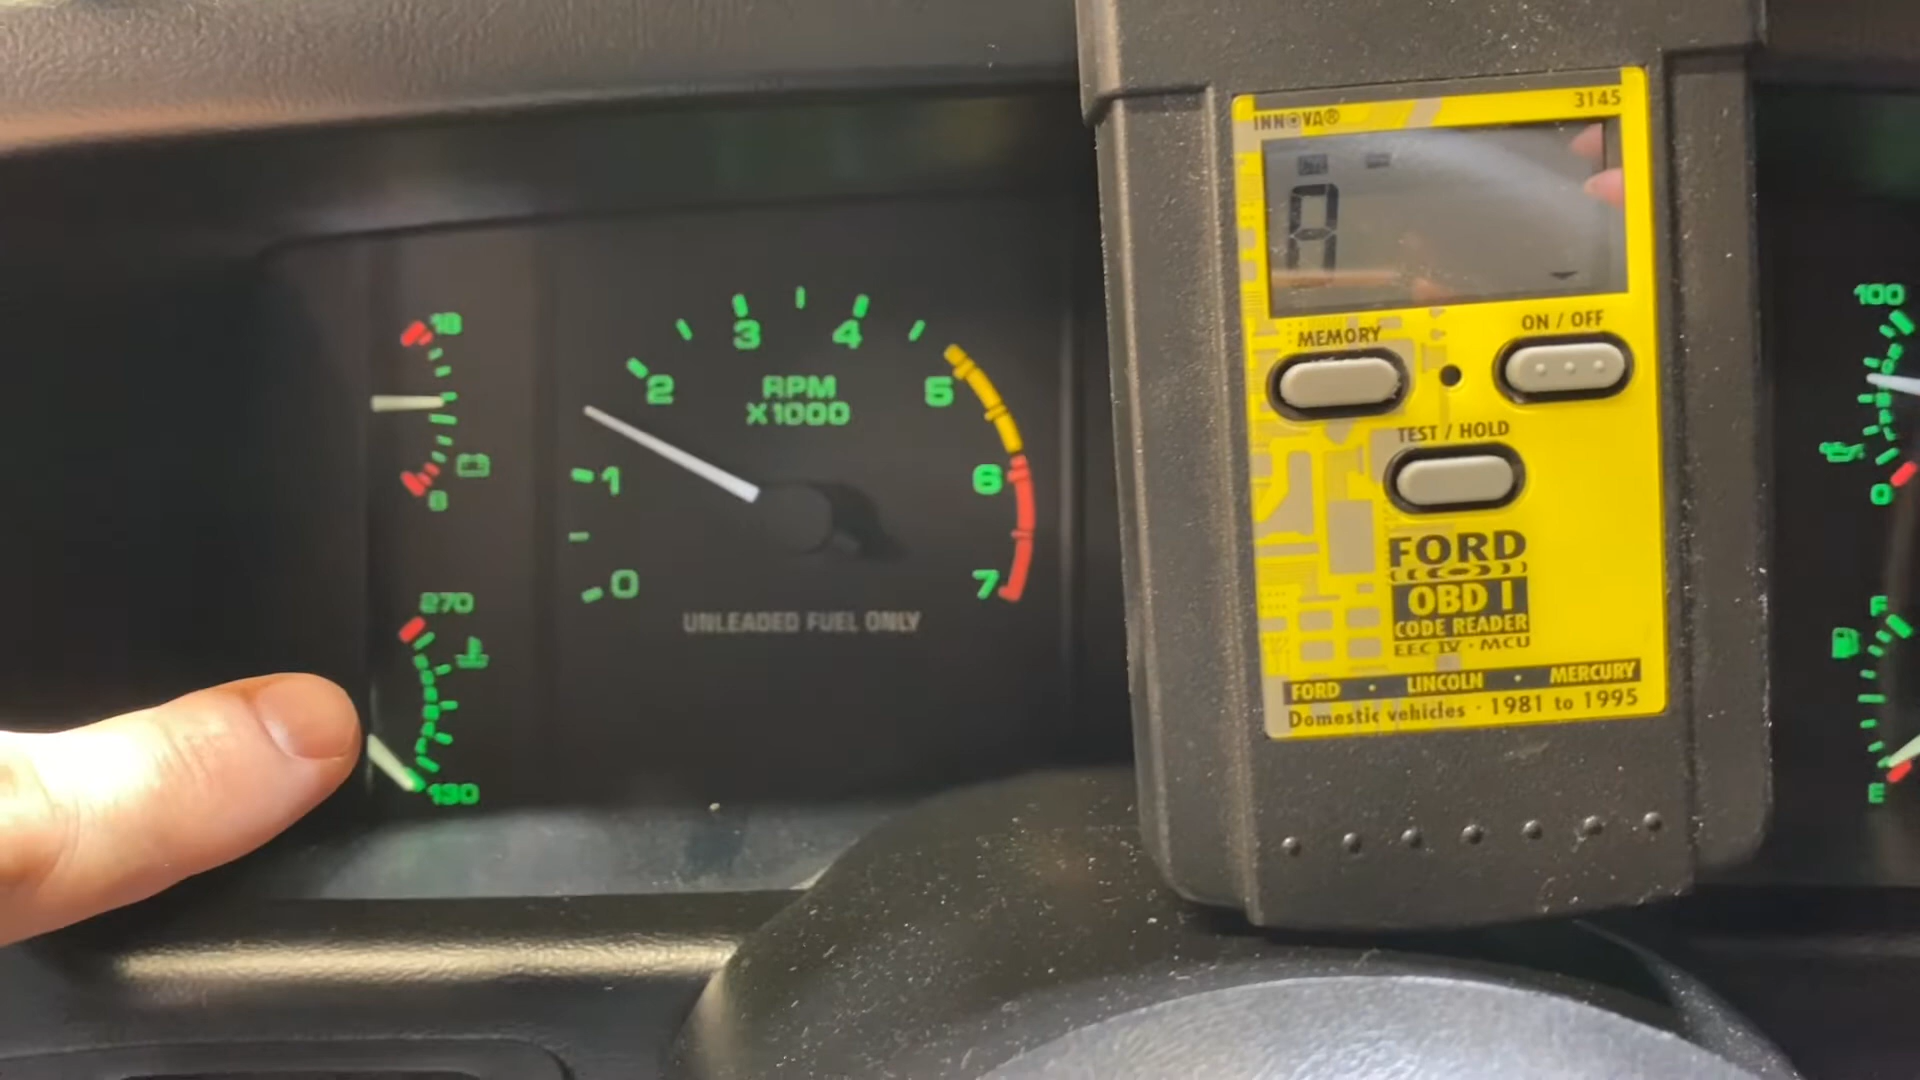 18
8
270
130
0
1
2
3
4
5
6
7
RPM
X1000
UNLEADED FUEL ONLY
INNOVA®
3145
A
MEMORY
ON / OFF
TEST / HOLD
FORD
OBD I
CODE READER
EEC IV · MCU
FORD · LINCOLN · MERCURY
Domestic vehicles · 1981 to 1995
100
0
F
E